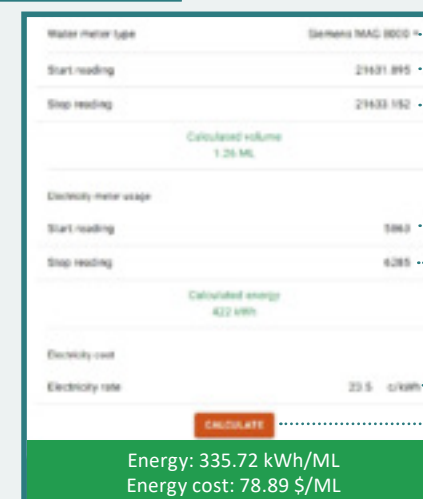 Water meter type Siemens MAG 8000
Start reading 21631.895
Stop reading 21633.152
Calculated volume
1.26 ML
Electricity meter usage
Start reading
Stop reading 6285
Calculated energy
422 kWh
Electricity cost
Electricity rate 23.5 c/kWh
CALCULATE
Energy: 335.72 kWh/ML
Energy cost: 78.89 $/ML